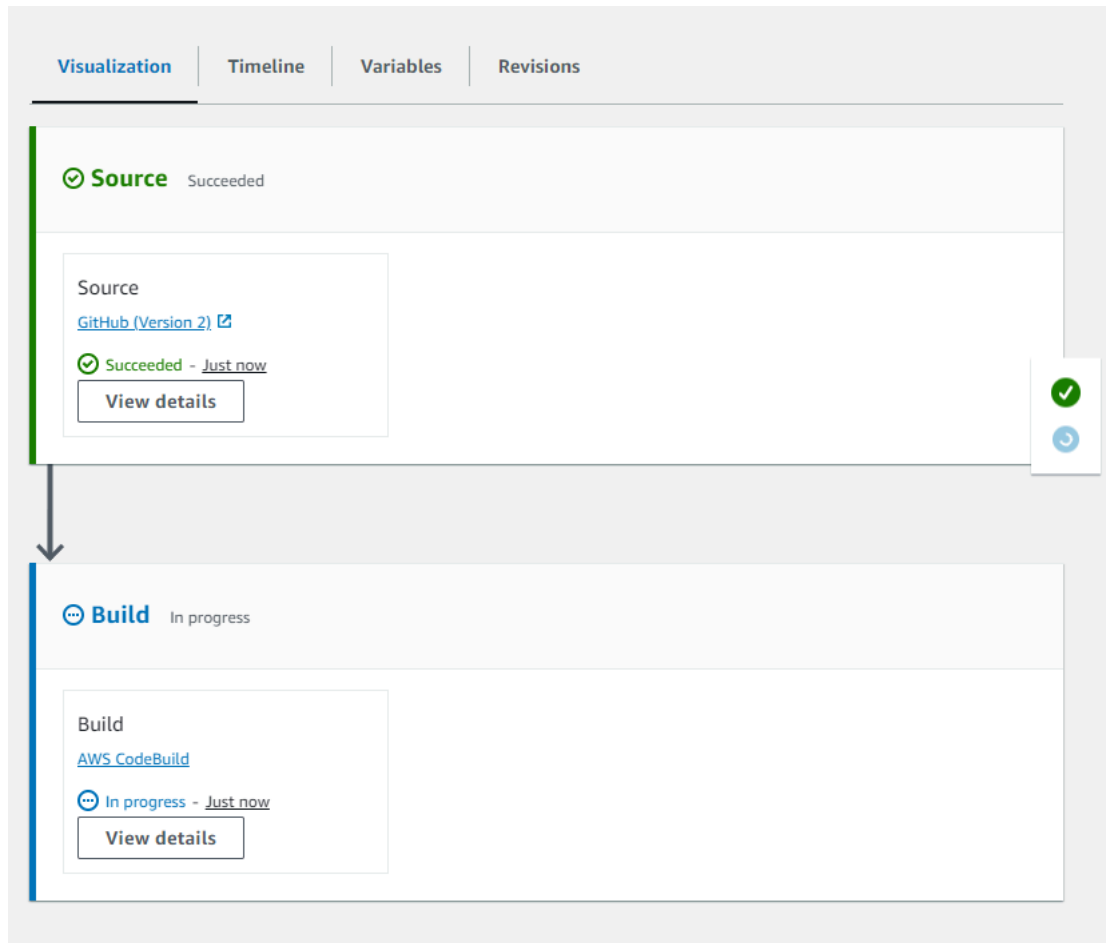 Visualization Timeline Variables Revisions
Source Succeeded
Source
GitHub (Version 2)
Succeeded - Just now
View details
Build In progress
Build
AWS CodeBuild
In progress - Just now
View details